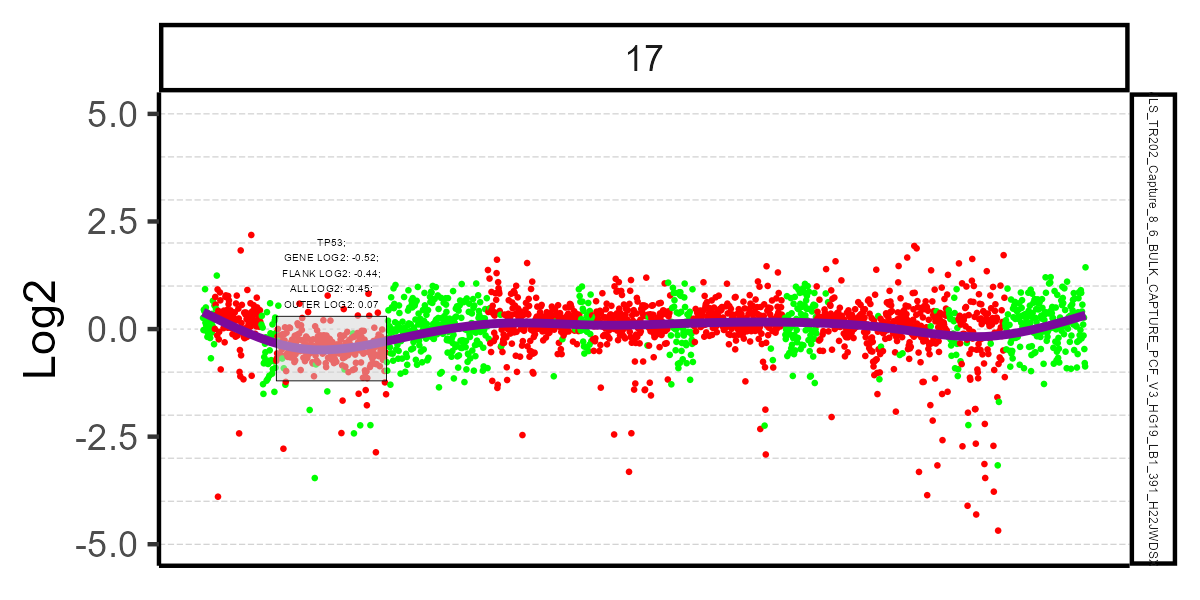 17
5.0
2.5
0.0
-2.5
-5.0
Log2
TP53;
GENE LOG2: -0.52;
FLANK LOG2: -0.44;
ALL LOG2: -0.45;
OUTER LOG2: 0.07
LS_TR202_Capture_8_6_BULK_CAPTURE_PCF_V3_HG19_LB1_391_H22JWDS